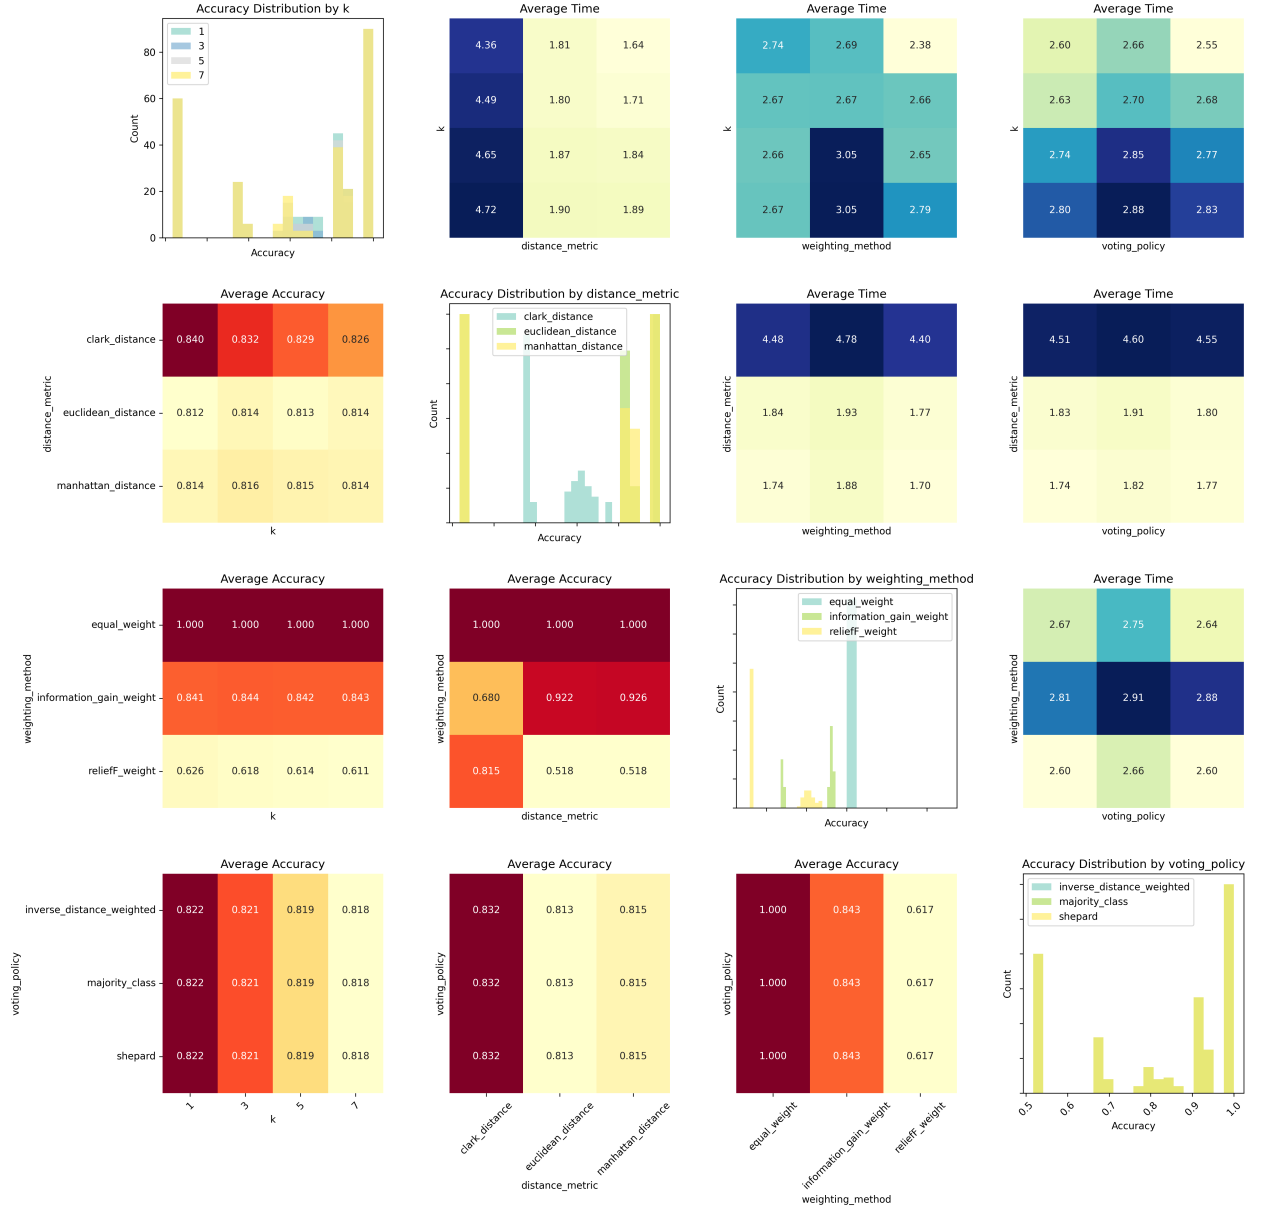 Accuracy Distribution by k
1
3
5
7
80
60
40
20
0
Count
Accuracy
Average Time
4.36 1.81 1.64
4.49 1.80 1.71
4.65 1.87 1.84
4.72 1.90 1.89
k
distance_metric
Average Time
2.74 2.69 2.38
2.67 2.67 2.66
2.66 3.05 2.65
2.67 3.05 2.79
k
weighting_method
Average Time
2.60 2.66 2.55
2.63 2.70 2.68
2.74 2.85 2.77
2.80 2.88 2.83
k
voting_policy
Average Accuracy
clark_distance 0.840 0.832 0.829 0.826
euclidean_distance 0.812 0.814 0.813 0.814
manhattan_distance 0.814 0.816 0.815 0.814
distance_metric
k
Accuracy Distribution by distance_metric
clark_distance
euclidean_distance
manhattan_distance
Count
Accuracy
Average Time
4.48 4.78 4.40
1.84 1.93 1.77
1.74 1.88 1.70
distance_metric
weighting_method
Average Time
4.51 4.60 4.55
1.83 1.91 1.80
1.74 1.82 1.77
distance_metric
voting_policy
Average Accuracy
equal_weight 1.000 1.000 1.000 1.000
information_gain_weight 0.841 0.844 0.842 0.843
reliefF_weight 0.626 0.618 0.614 0.611
weighting_method
k
Average Accuracy
1.000 1.000 1.000
0.680 0.922 0.926
0.815 0.518 0.518
weighting_method
distance_metric
Accuracy Distribution by weighting_method
equal_weight
information_gain_weight
reliefF_weight
Count
Accuracy
Average Time
2.67 2.75 2.64
2.81 2.91 2.88
2.60 2.66 2.60
weighting_method
voting_policy
Average Accuracy
inverse_distance_weighted 0.822 0.821 0.819 0.818
majority_class 0.822 0.821 0.819 0.818
shepard 0.822 0.821 0.819 0.818
voting_policy
1 3 5 7
k
Average Accuracy
0.832 0.813 0.815
0.832 0.813 0.815
0.832 0.813 0.815
voting_policy
clark_distance
euclidean_distance
manhattan_distance
distance_metric
Average Accuracy
1.000 0.843 0.617
1.000 0.843 0.617
1.000 0.843 0.617
voting_policy
equal_weight
information_gain_weight
reliefF_weight
weighting_method
Accuracy Distribution by voting_policy
inverse_distance_weighted
majority_class
shepard
Count
0.5 0.6 0.7 0.8 0.9 1.0
Accuracy